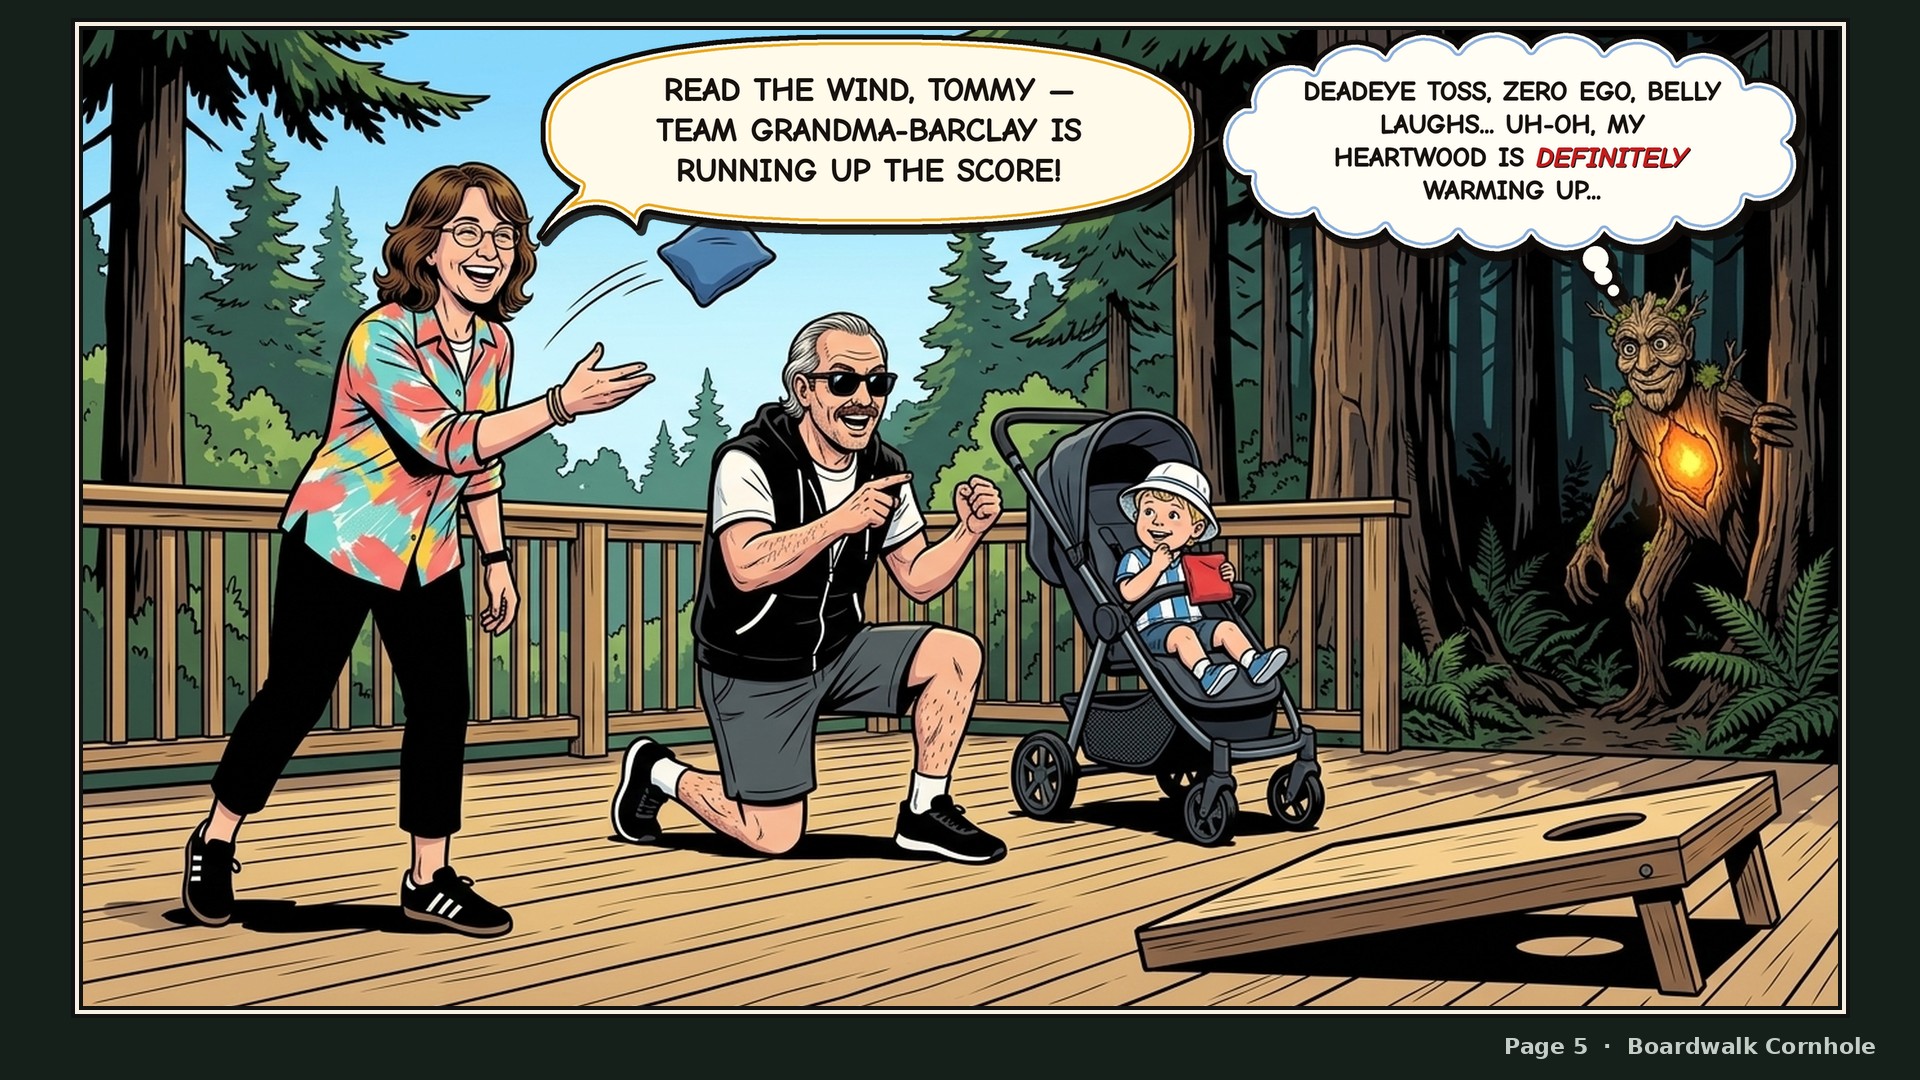 READ THE WIND, TOMMY —
TEAM GRANDMA-BARCLAY IS
RUNNING UP THE SCORE!
DEADEYE TOSS, ZERO EGO, BELLY
LAUGHS... UH-OH, MY
HEARTWOOD IS DEFINITELY
WARMING UP...
Page 5 · Boardwalk Cornhole